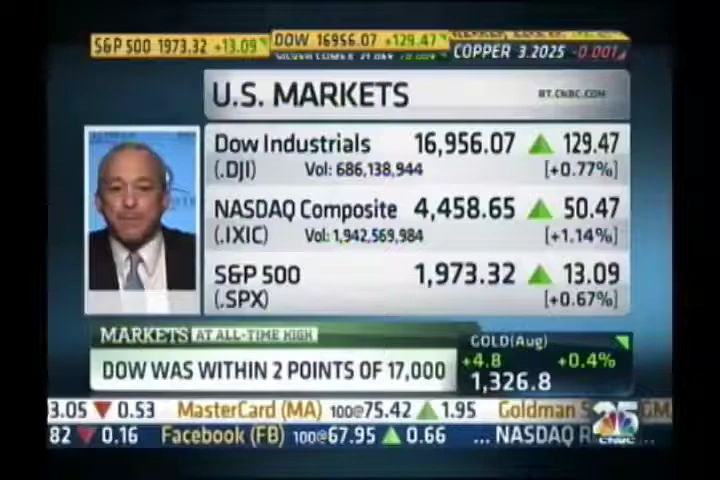 S&P 500 1973.32 +13.09
DOW 16956.07 +129.47
COPPER 3.2025 -0.001
U.S. MARKETS
RT.CNBC.COM
Dow Industrials 16,956.07 129.47
(.DJI) Vol: 686,138,944 [+0.77%]
NASDAQ Composite 4,458.65 50.47
(.IXIC) Vol: 1,942,569,984 [+1.14%]
S&P 500 1,973.32 13.09
(.SPX) [+0.67%]
MARKETS AT ALL-TIME HIGH
DOW WAS WITHIN 2 POINTS OF 17,000
GOLD(Aug)
+4.8 +0.4%
1,326.8
3.05 0.53 MasterCard (MA) 100@75.42 1.95 Goldman S GM
82 0.16 Facebook (FB) 100@67.95 0.66 ... NASDAQ R
25
CNBC